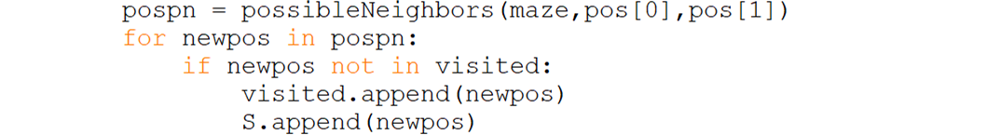 pospn = possibleNeighbors(maze,pos[0],pos[1])
for newpos in pospn:
    if newpos not in visited:
        visited.append(newpos)
        S.append(newpos)